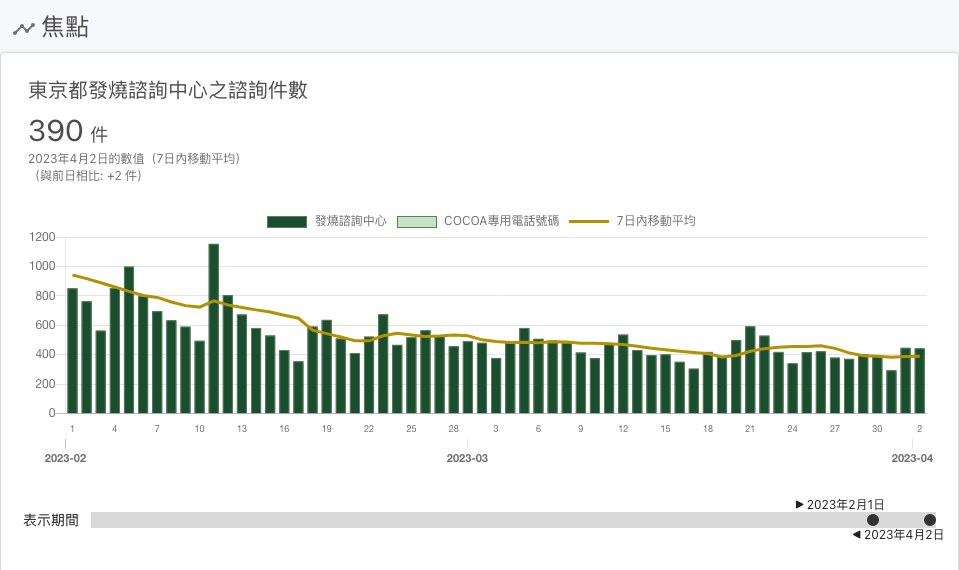 焦點
東京都發燒諮詢中心之諮詢件數
390 件
2023年4月2日的數值（7日內移動平均）
（與前日相比: +2 件）
發燒諮詢中心 COCOA專用電話號碼 7日內移動平均
1200
1000
800
600
400
200
0
1 4 7 10 13 16 19 22 25 28 3 6 9 12 15 18 21 24 27 30 2
2023-02 2023-03 2023-04
▶ 2023年2月1日
表示期間
◀ 2023年4月2日